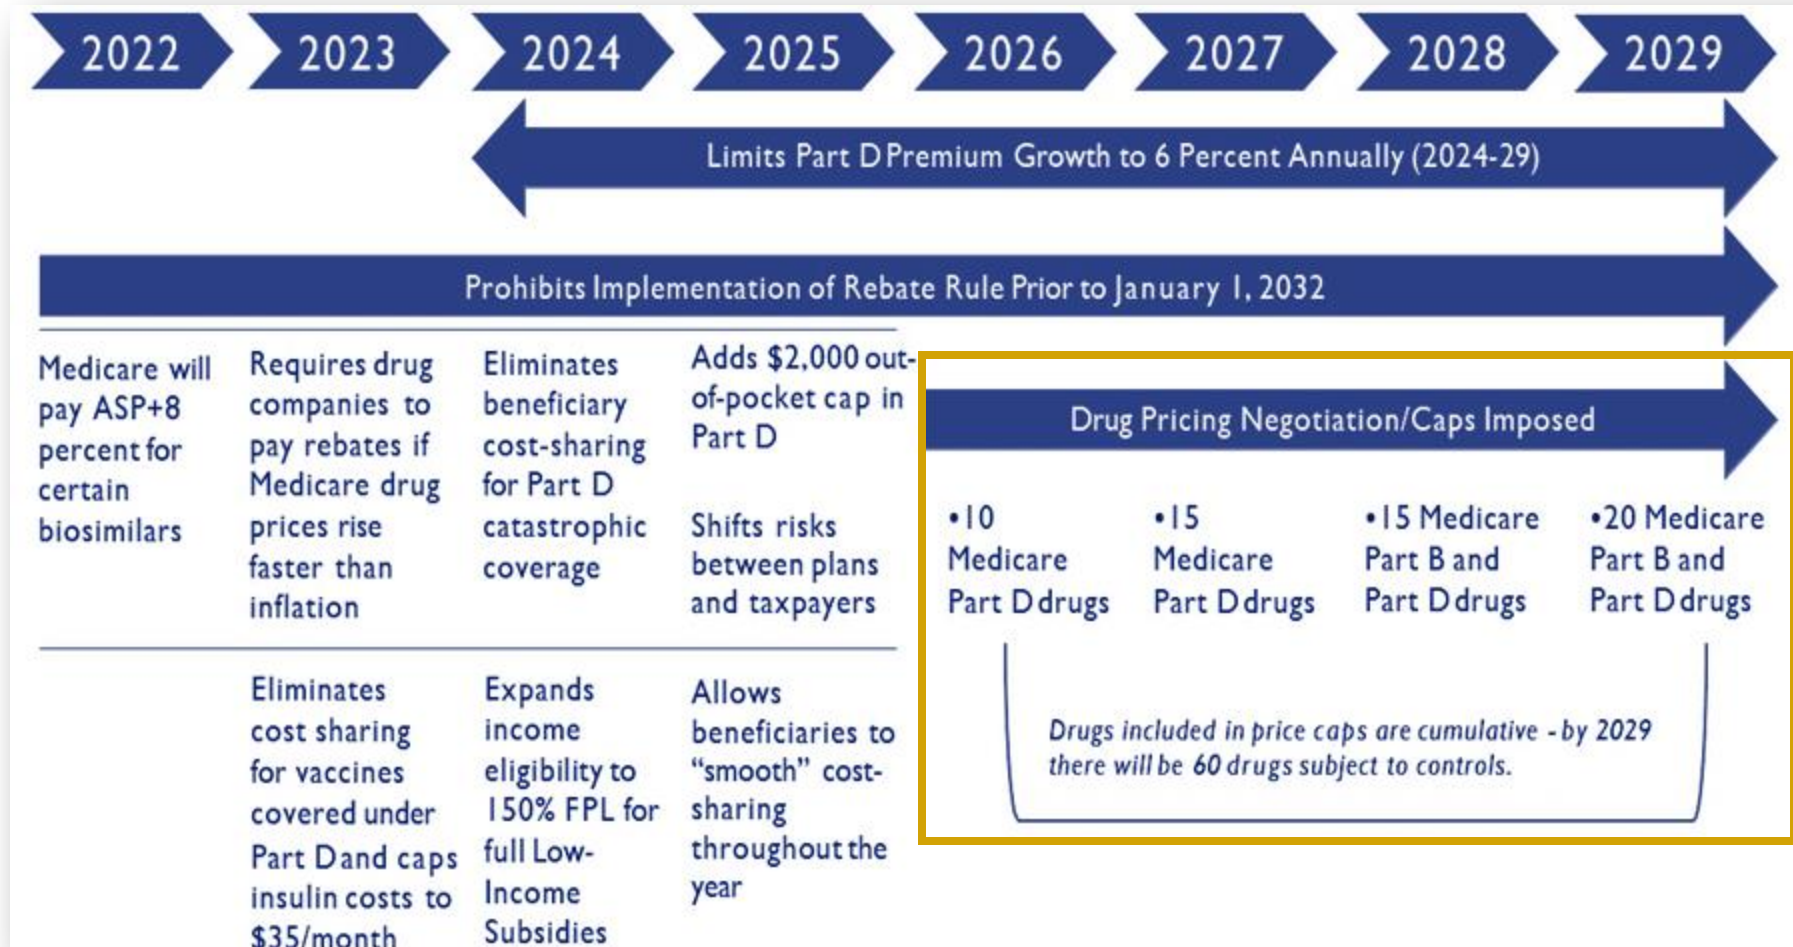 2022 2023 2024 2025 2026 2027 2028 2029
Limits Part D Premium Growth to 6 Percent Annually (2024-29)
Prohibits Implementation of Rebate Rule Prior to January 1, 2032
Medicare will
pay ASP+8
percent for
certain
biosimilars
Requires drug
companies to
pay rebates if
Medicare drug
prices rise
faster than
inflation
Eliminates
beneficiary
cost-sharing
for Part D
catastrophic
coverage
Adds $2,000 out-
of-pocket cap in
Part D
Shifts risks
between plans
and taxpayers
Eliminates
cost sharing
for vaccines
covered under
Part D and caps
insulin costs to
$35/month
Expands
income
eligibility to
150% FPL for
full Low-
Income
Subsidies
Allows
beneficiaries to
“smooth” cost-
sharing
throughout the
year
Drug Pricing Negotiation/Caps Imposed
•10
Medicare
Part D drugs
•15
Medicare
Part D drugs
•15 Medicare
Part B and
Part D drugs
•20 Medicare
Part B and
Part D drugs
Drugs included in price caps are cumulative - by 2029
there will be 60 drugs subject to controls.